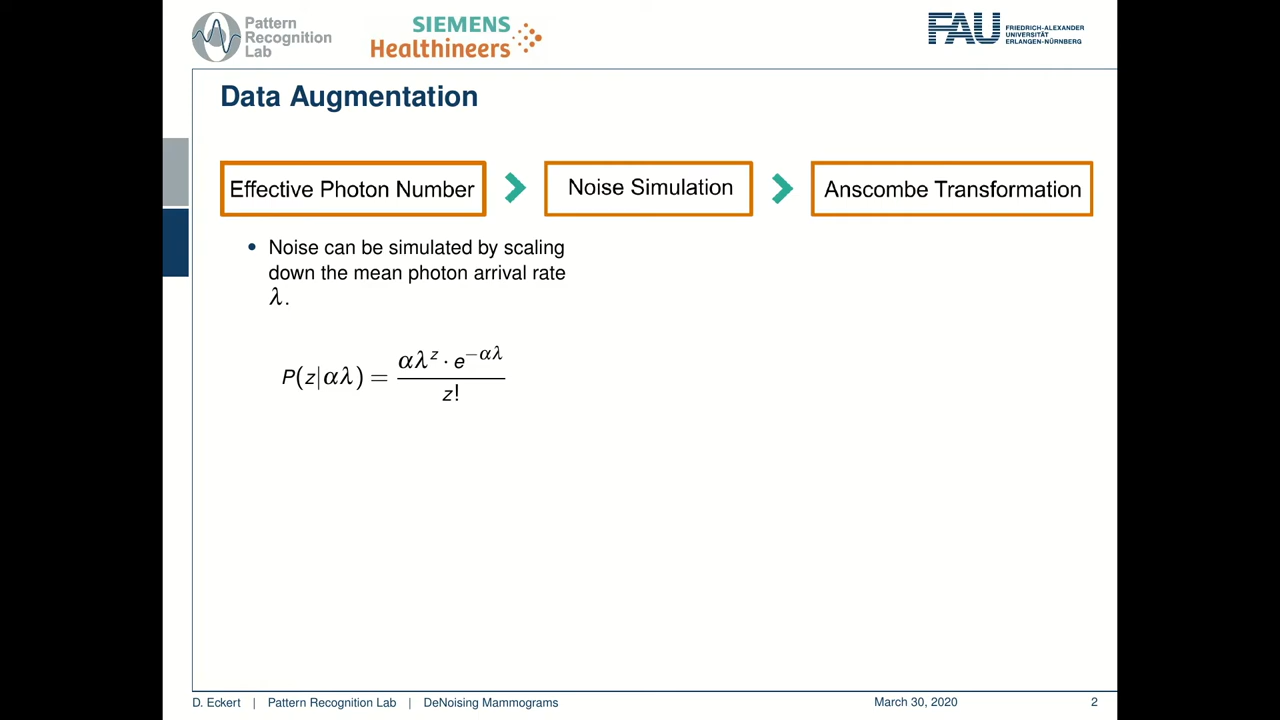 Pattern
Recognition
Lab
SIEMENS
Healthineers
FAU
FRIEDRICH-ALEXANDER
UNIVERSITÄT
ERLANGEN-NÜRNBERG
Data Augmentation
Effective Photon Number
Noise Simulation
Anscombe Transformation
• Noise can be simulated by scaling
down the mean photon arrival rate
λ.
P(z|αλ) = αλ^z · e^{−αλ} / z!
D. Eckert | Pattern Recognition Lab | DeNoising Mammograms
March 30, 2020
2